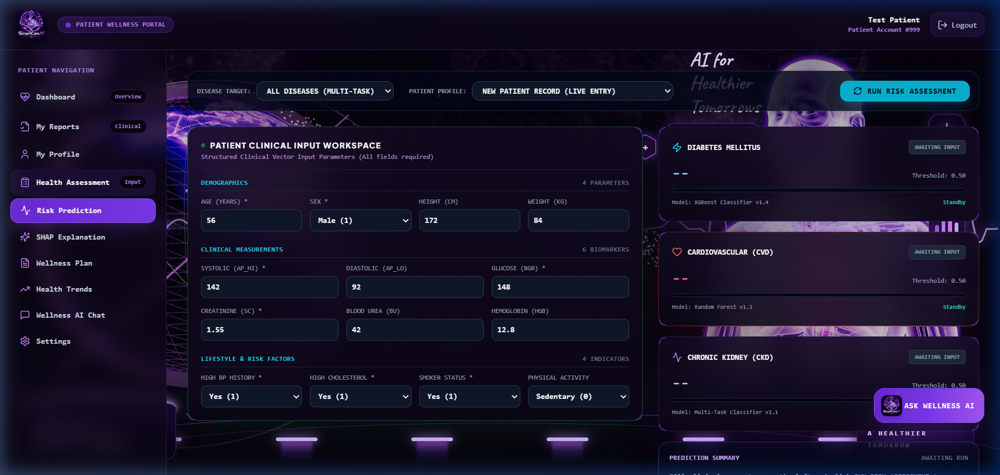 SmartCareAI
PATIENT WELLNESS PORTAL
Test Patient
Patient Account #999
Logout
PATIENT NAVIGATION
Dashboard
Overview
My Reports
Clinical
My Profile
Health Assessment
Input
Risk Prediction
SHAP Explanation
Wellness Plan
Health Trends
Wellness AI Chat
Settings
AI for
Healthier
Tomorrows
DISEASE TARGET:
ALL DISEASES (MULTI-TASK)
PATIENT PROFILE:
NEW PATIENT RECORD (LIVE ENTRY)
RUN RISK ASSESSMENT
PATIENT CLINICAL INPUT WORKSPACE
Structured Clinical Vector Input Parameters (All fields required)
DEMOGRAPHICS
4 PARAMETERS
AGE (YEARS) *
SEX *
HEIGHT (CM)
WEIGHT (KG)
56
Male (1)
172
84
CLINICAL MEASUREMENTS
6 BIOMARKERS
SYSTOLIC (AP_HI) *
DIASTOLIC (AP_LO)
GLUCOSE (BGR) *
142
92
148
CREATININE (SC) *
BLOOD UREA (BU)
HEMOGLOBIN (HGB)
1.55
42
12.8
LIFESTYLE & RISK FACTORS
4 INDICATORS
HIGH BP HISTORY *
HIGH CHOLESTEROL *
SMOKER STATUS *
PHYSICAL ACTIVITY
Yes (1)
Yes (1)
Yes (1)
Sedentary (0)
DIABETES MELLITUS
AWAITING INPUT
--
Threshold: 0.50
Model: XGBoost Classifier v1.4
Standby
CARDIOVASCULAR (CVD)
AWAITING INPUT
--
Threshold: 0.50
Model: Random Forest v1.3
Standby
CHRONIC KIDNEY (CKD)
AWAITING INPUT
--
Threshold: 0.50
Model: Multi-Task Classifier v2.1
SmartCareAI
ASK WELLNESS AI
A HEALTHIER
TOMORROW
PREDICTION SUMMARY
AWAITING RUN